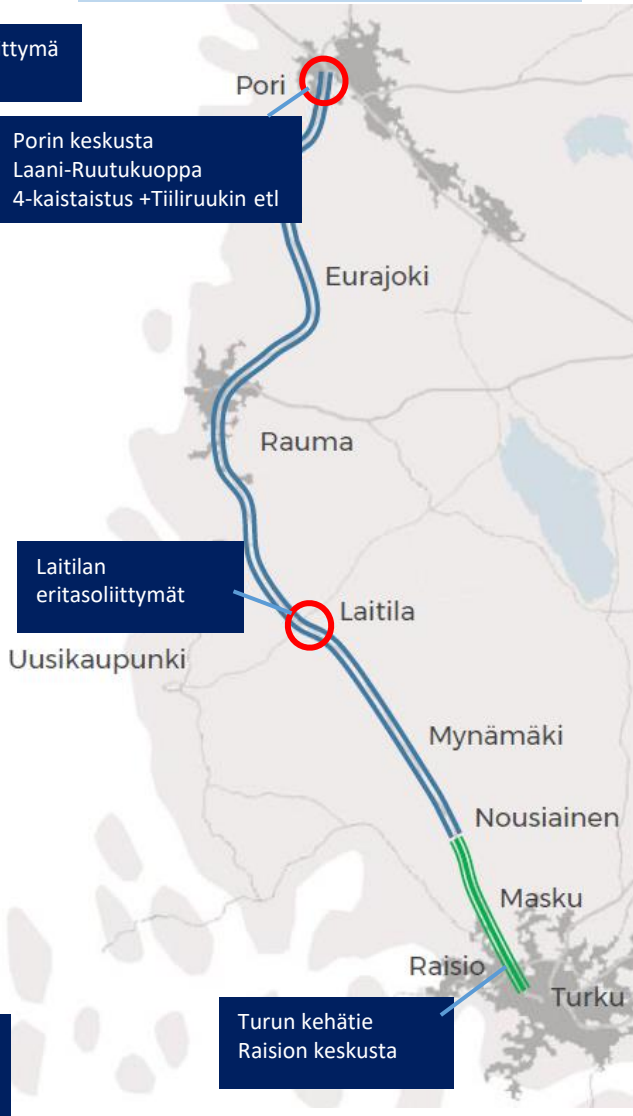 ttymä
Pori
Porin keskusta
Laani-Ruutukuoppa
4-kaistaistus +Tiiliruukin etl
Eurajoki
Rauma
Laitilan
eritasoliittymät
Laitila
Uusikaupunki
Mynämäki
Nousiainen
Masku
Raisio
Turku
Turun kehätie
Raision keskusta